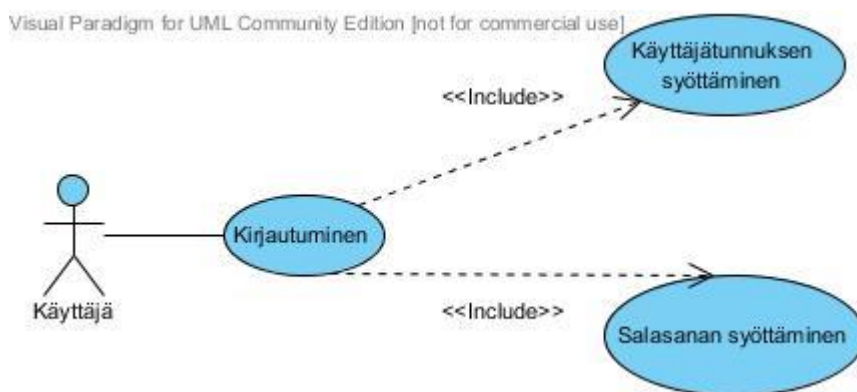 Visual Paradigm for UML Community Edition [not for commercial use]
Käyttäjätunnuksen
syöttäminen
<<Include>>
Kirjautuminen
Käyttäjä
<<Include>>
Salasanan syöttäminen